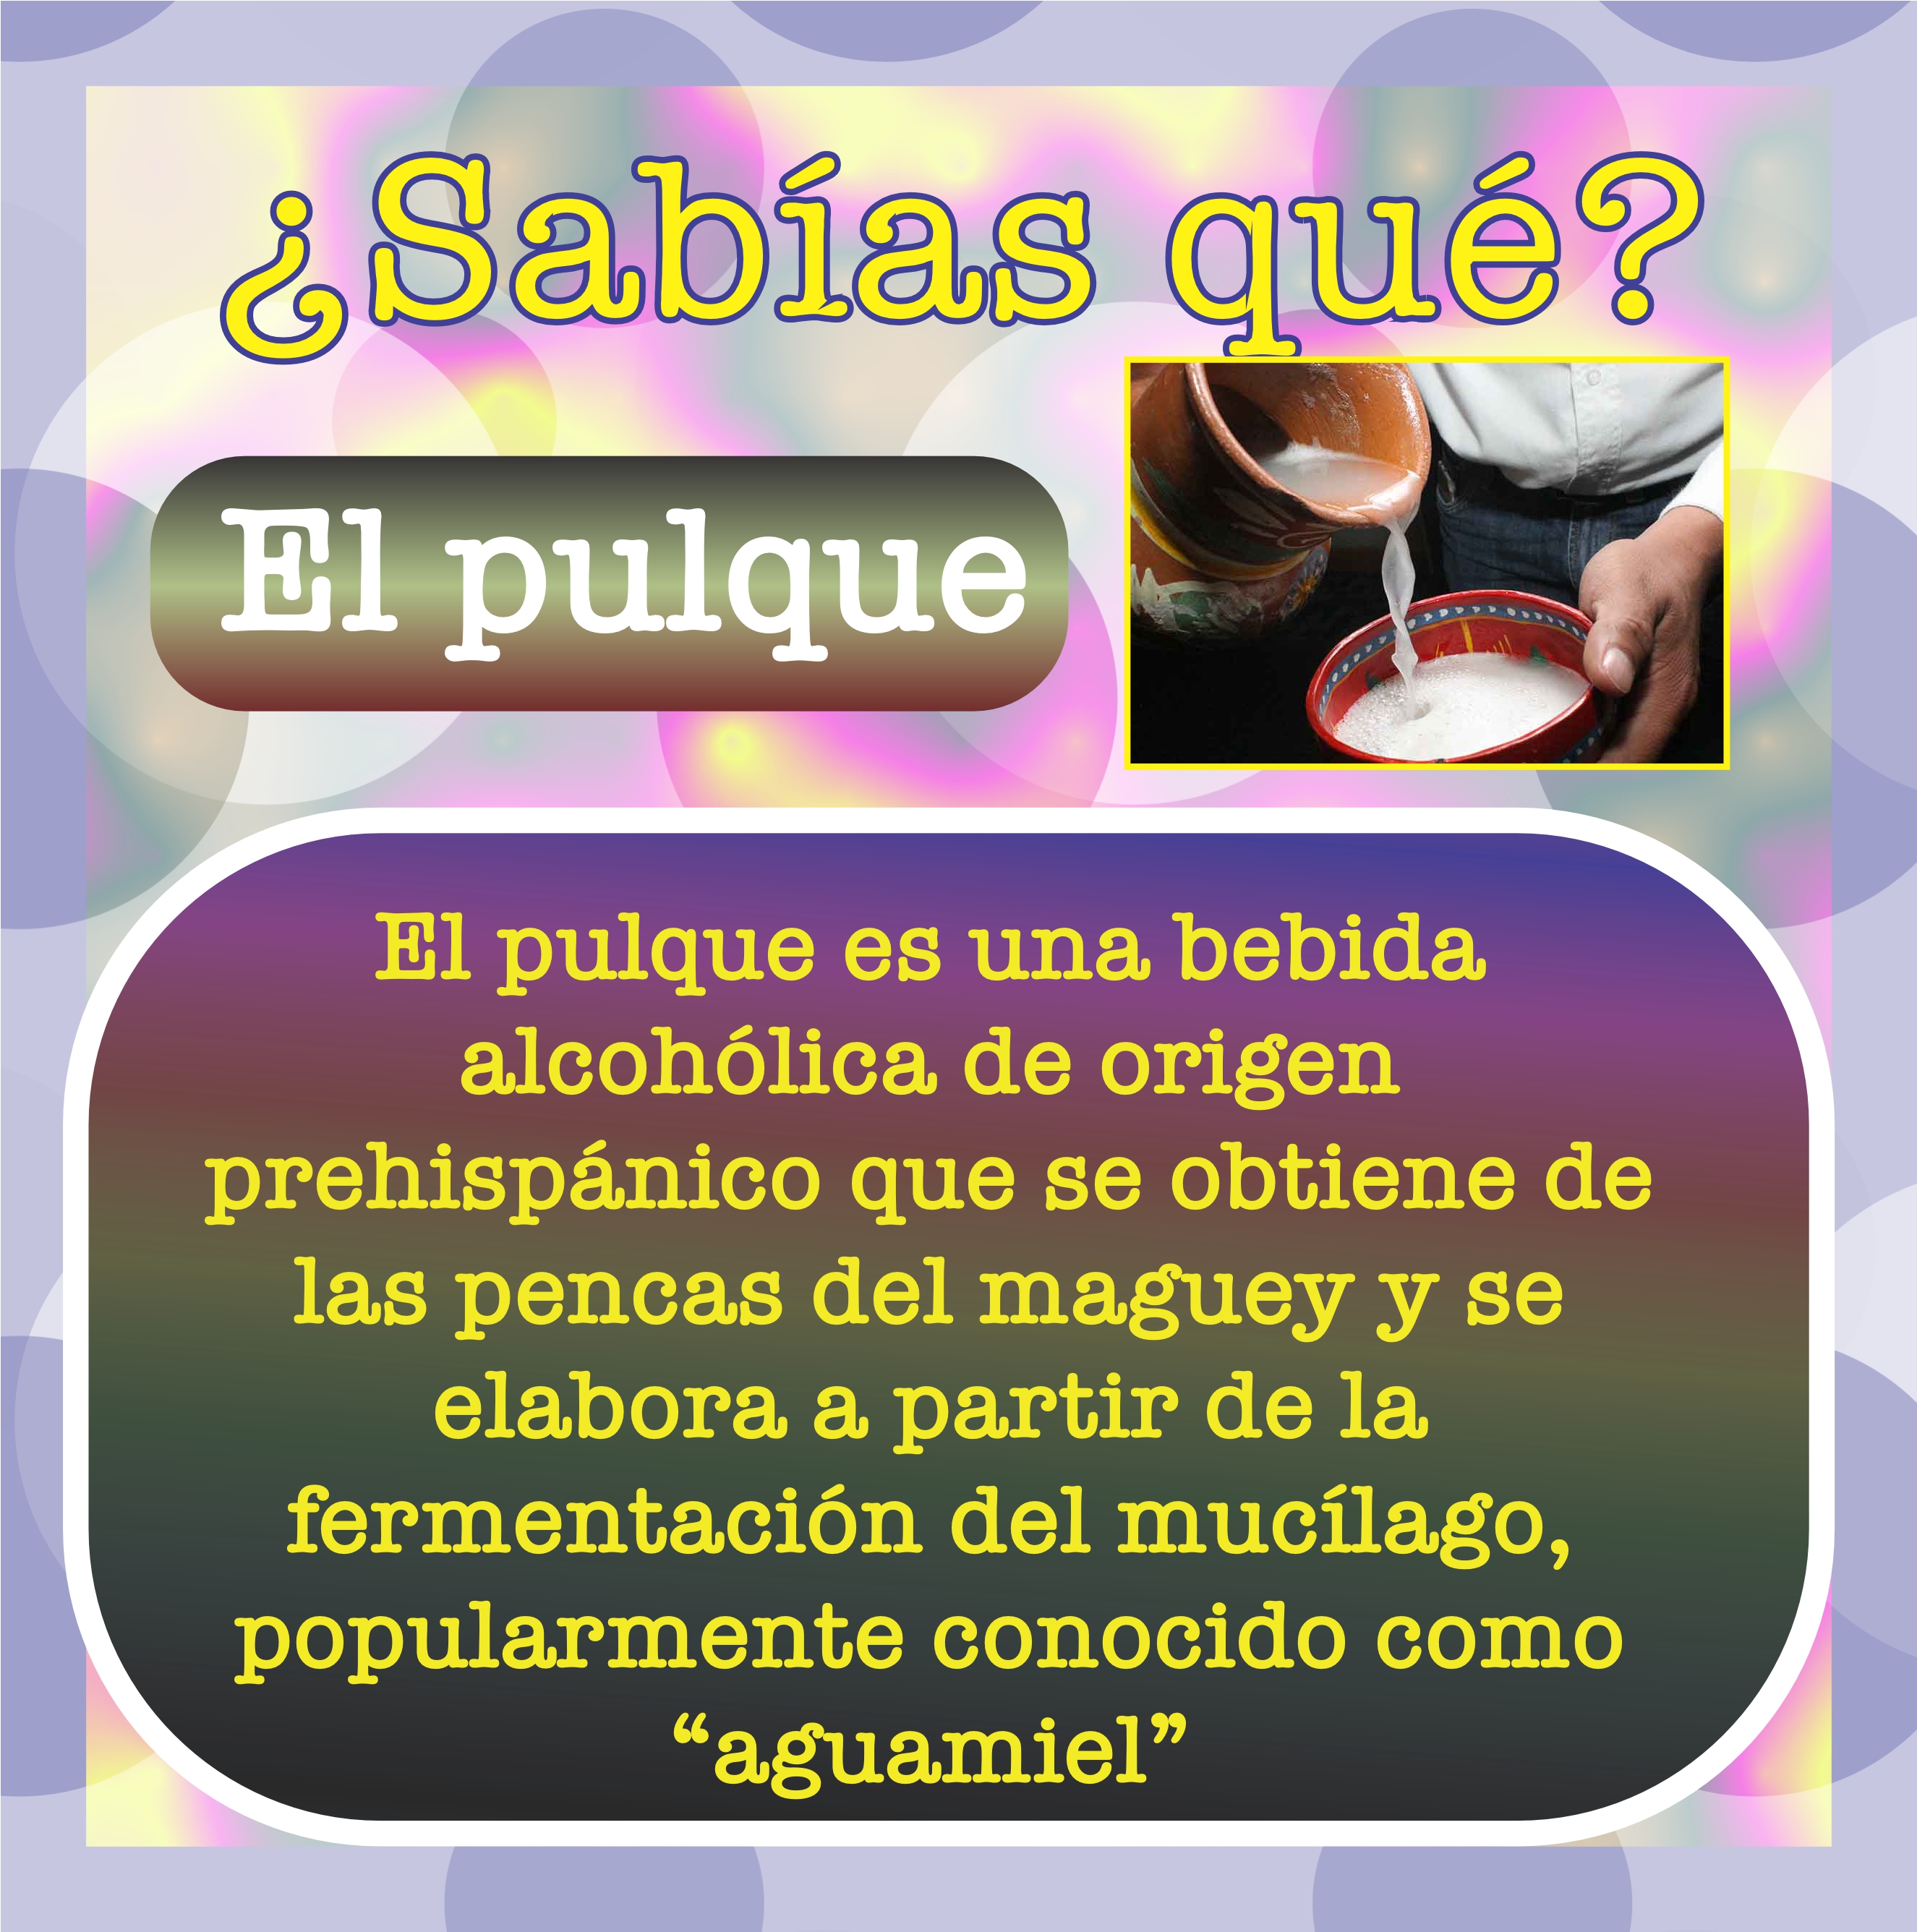 ¿Sabías qué?
El pulque
El pulque es una bebida
alcohólica de origen
prehispánico que se obtiene de
las pencas del maguey y se
elabora a partir de la
fermentación del mucílago,
popularmente conocido como
“aguamiel”